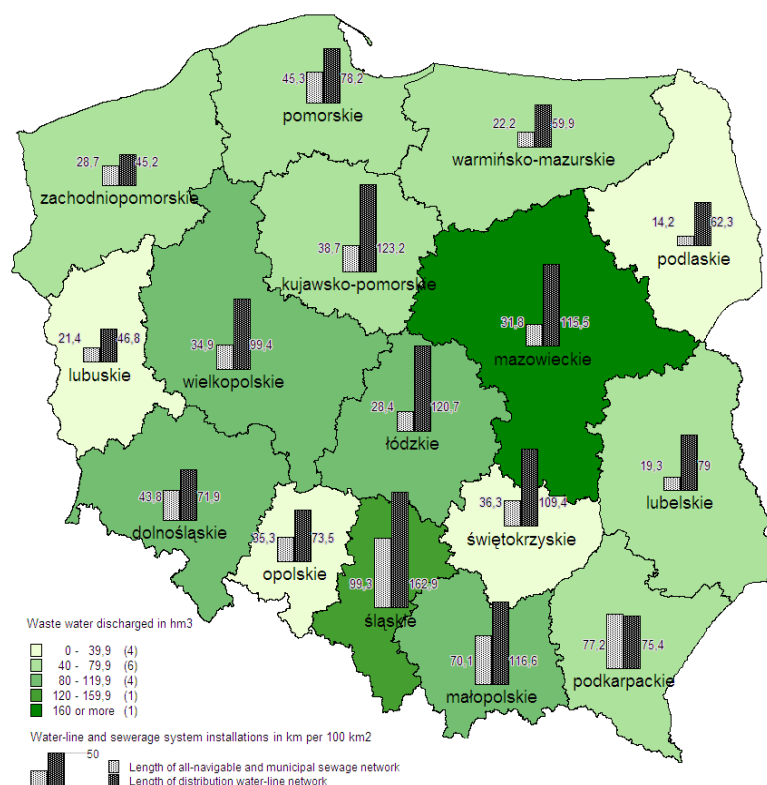 45,3 78,2
pomorskie
22,2 59,9
warmińsko-mazurskie
28,7 45,2
zachodniopomorskie
14,2 62,3
podlaskie
38,7 123,2
kujawsko-pomorskie
31,8 115,5
mazowieckie
21,4 46,8
lubuskie
34,9 99,4
wielkopolskie
28,4 120,7
łódzkie
19,3 79
lubelskie
43,8 71,9
dolnośląskie
35,3 73,5
opolskie
36,3 109,4
świętokrzyskie
99,3 162,9
śląskie
70,1 116,6
małopolskie
77,2 75,4
podkarpackie
Waste water discharged in hm3
0 - 39,9 (4)
40 - 79,9 (6)
80 - 119,9 (4)
120 - 159,9 (1)
160 or more (1)
Water-line and sewerage system installations in km per 100 km2
50
Length of all-navigable and municipal sewage network
Length of distribution water-line network